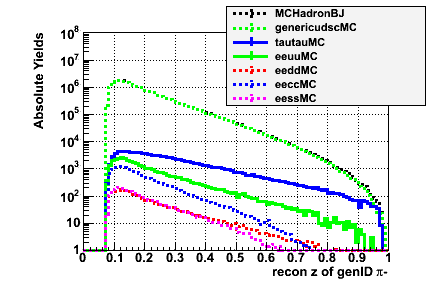 MCHadronBJ
genericudscMC
tautauMC
eeuuMC
eeddMC
eeccMC
eessMC
Absolute Yields
10^8
10^7
10^6
10^5
10^4
10^3
10^2
10
1
0 0.1 0.2 0.3 0.4 0.5 0.6 0.7 0.8 0.9 1
recon z of genID π-